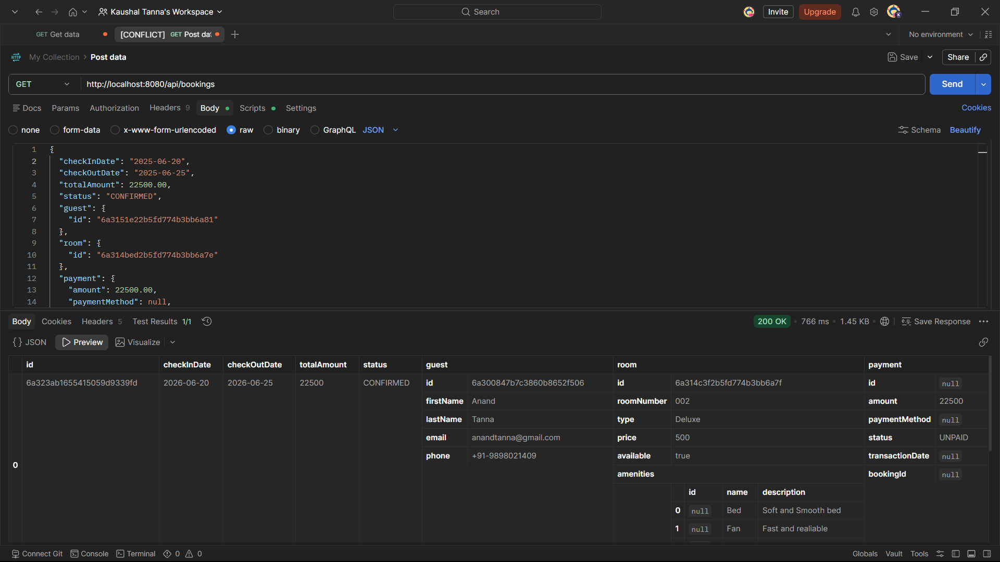 Kaushal Tanna's Workspace
Search
Invite
Upgrade
GET Get data
[CONFLICT] GET Post dat
No environment
HTTP
My Collection > Post data
Save
Share
GET
http://localhost:8080/api/bookings
Send
Docs
Params
Authorization
Headers 9
Body
Scripts
Settings
Cookies
none
form-data
x-www-form-urlencoded
raw
binary
GraphQL
JSON
Schema
Beautify
1 {
2 "checkInDate": "2025-06-20",
3 "checkOutDate": "2025-06-25",
4 "totalAmount": 22500.00,
5 "status": "CONFIRMED",
6 "guest": {
7 "id": "6a3151e22b5fd774b3bb6a81"
8 },
9 "room": {
10 "id": "6a314bed2b5fd774b3bb6a7e"
11 },
12 "payment": {
13 "amount": 22500.00,
14 "paymentMethod": null,
Body
Cookies
Headers 5
Test Results 1/1
200 OK
766 ms
1.45 KB
e.g. Save Response
{} JSON
Preview
Visualize
id checkInDate checkOutDate totalAmount status guest room payment
0
6a323ab1655415059d9339fd 2026-06-20 2026-06-25 22500 CONFIRMED
id 6a300847b7c3860b8652f506
firstName Anand
lastName Tanna
email anandtanna@gmail.com
phone +91-9898021409
id 6a314c3f2b5fd774b3bb6a7f
roomNumber 002
type Deluxe
price 500
available true
amenities
id name description
0 null Bed Soft and Smooth bed
1 null Fan Fast and realiable
id null
amount 22500
paymentMethod null
status UNPAID
transactionDate null
bookingId null
Connect Git
Console
Terminal
0
0
Globals
Vault
Tools